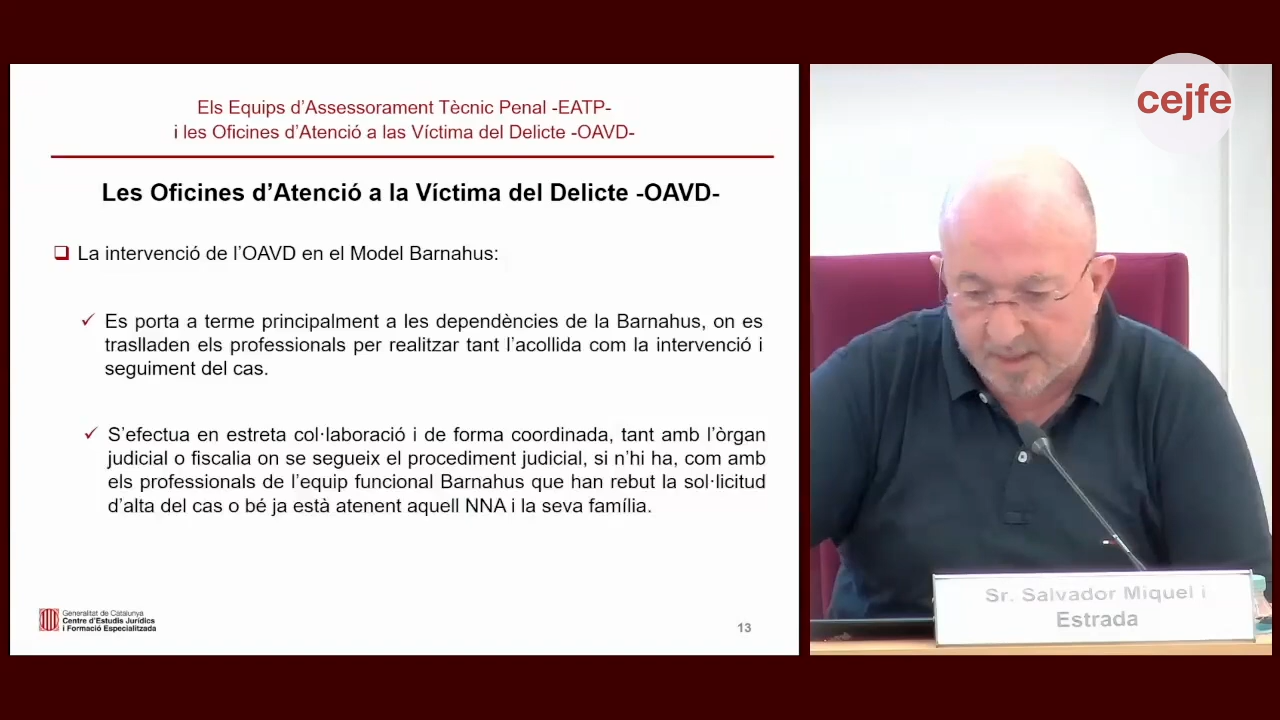 Els Equips d'Assessorament Tècnic Penal -EATP-
i les Oficines d'Atenció a las Víctima del Delicte -OAVD-
Les Oficines d'Atenció a la Víctima del Delicte -OAVD-
La intervenció de l'OAVD en el Model Barnahus:
Es porta a terme principalment a les dependències de la Barnahus, on es
traslladen els professionals per realitzar tant l'acollida com la intervenció i
seguiment del cas.
S'efectua en estreta col·laboració i de forma coordinada, tant amb l'òrgan
judicial o fiscalia on se segueix el procediment judicial, si n'hi ha, com amb
els professionals de l'equip funcional Barnahus que han rebut la sol·licitud
d'alta del cas o bé ja està atenent aquell NNA i la seva família.
Generalitat de Catalunya
Centre d'Estudis Jurídics
i Formació Especialitzada
13
cejfe
Sr. Salvador Miquel i
Estrada